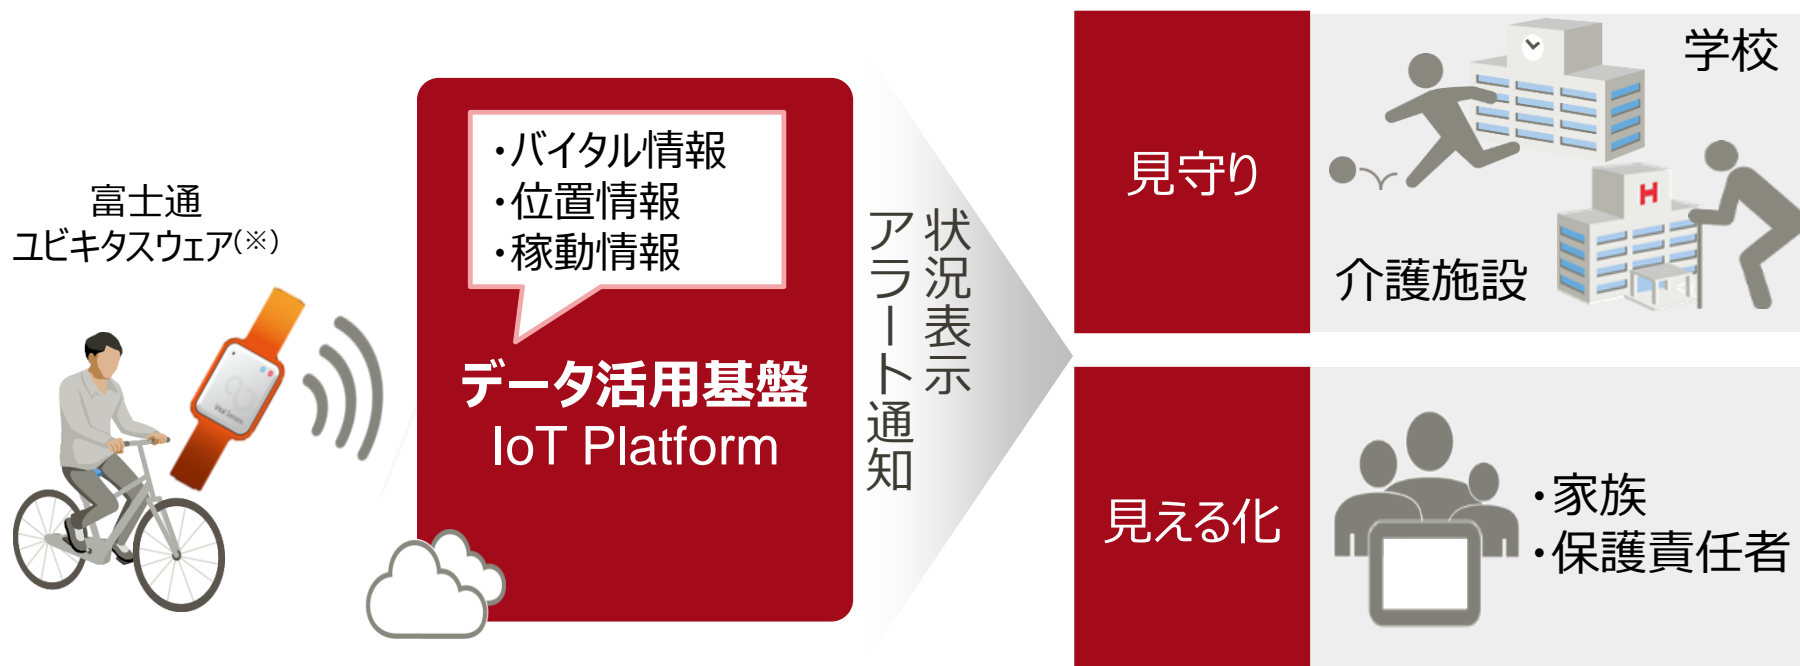 富士通
ユビキタスウェア(※)
・バイタル情報
・位置情報
・稼動情報
データ活用基盤
IoT Platform
状況表示
アラート通知
見守り
学校
介護施設
H
見える化
・家族
・保護責任者
Vital Sensor